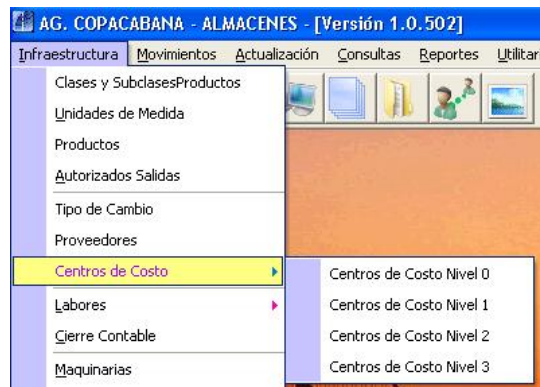 AG. COPACABANA - ALMACENES - [Versión 1.0.502]
Infraestructura Movimientos Actualización Consultas Reportes Utilitar
Clases y SubclasesProductos
Unidades de Medida
Productos
Autorizados Salidas
Tipo de Cambio
Proveedores
Centros de Costo
Centros de Costo Nivel 0
Labores
Centros de Costo Nivel 1
Cierre Contable
Centros de Costo Nivel 2
Maquinarias
Centros de Costo Nivel 3